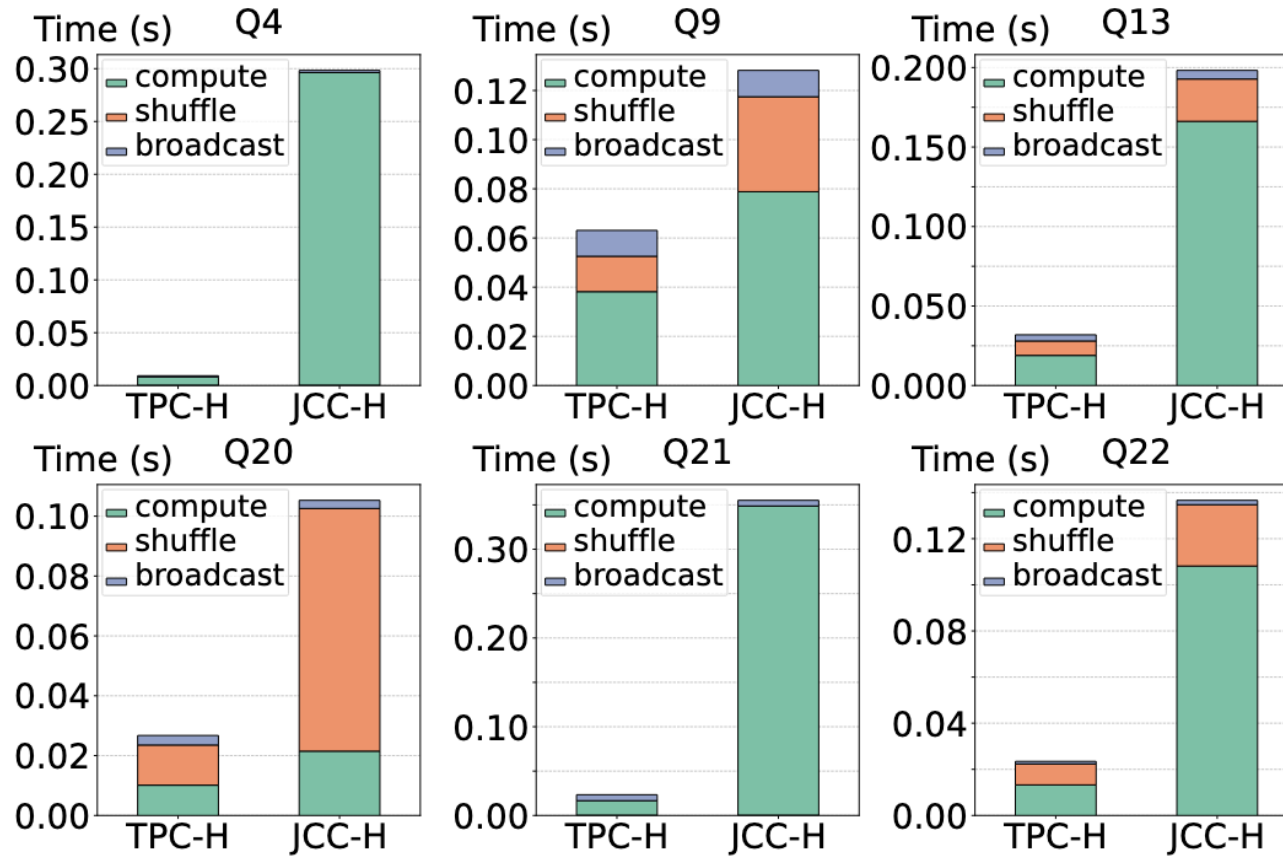 Time (s) Q4
0.30
0.25
0.20
0.15
0.10
0.05
0.00
compute
shuffle
broadcast
TPC-H JCC-H
Time (s) Q9
0.12
0.10
0.08
0.06
0.04
0.02
0.00
compute
shuffle
broadcast
TPC-H JCC-H
Time (s) Q13
0.200
0.150
0.100
0.050
0.000
compute
shuffle
broadcast
TPC-H JCC-H
Time (s) Q20
0.10
0.08
0.06
0.04
0.02
0.00
compute
shuffle
broadcast
TPC-H JCC-H
Time (s) Q21
0.30
0.20
0.10
0.00
compute
shuffle
broadcast
TPC-H JCC-H
Time (s) Q22
0.12
0.08
0.04
0.00
compute
shuffle
broadcast
TPC-H JCC-H